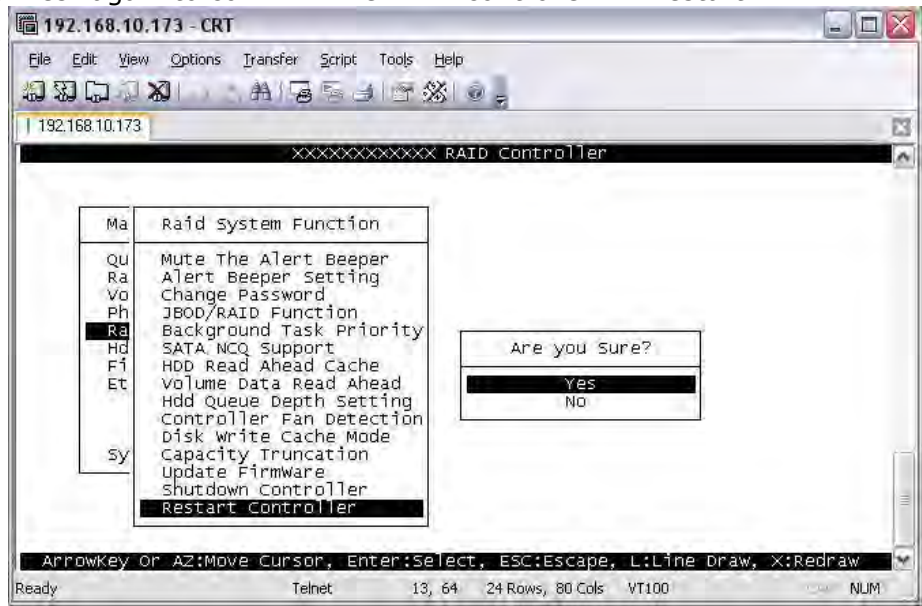 192.168.10.173 - CRT
File Edit View Options Transfer Script Tools Help
192.168.10.173
XXXXXXXXXXXX RAID Controller
Ma
Qu
Ra
Vo
Ph
Ra
Hd
Fi
Et
Sy
Raid System Function
Mute The Alert Beeper
Alert Beeper Setting
Change Password
JBOD/RAID Function
Background Task Priority
SATA NCQ Support
HDD Read Ahead Cache
Volume Data Read Ahead
Hdd Queue Depth Setting
Controller Fan Detection
Disk Write Cache Mode
Capacity Truncation
Update Firmware
Shutdown Controller
Restart Controller
Are you Sure?
Yes
No
ArrowKey Or AZ:Move Cursor, Enter:Select, ESC:Escape, L:Line Draw, X:Redraw
Ready Telnet 13, 64 24 Rows, 80 Cols VT100 NUM